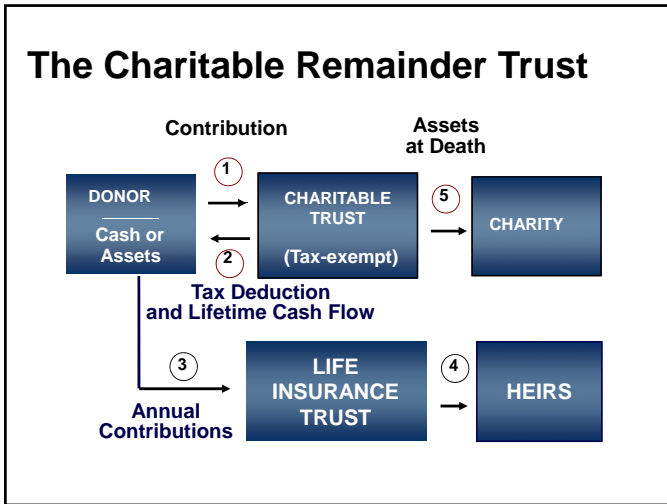 The Charitable Remainder Trust
Contribution
Assets
at Death
1
5
DONOR
Cash or
Assets
CHARITABLE
TRUST
(Tax-exempt)
CHARITY
2
Tax Deduction
and Lifetime Cash Flow
3
Annual
Contributions
LIFE
INSURANCE
TRUST
4
HEIRS